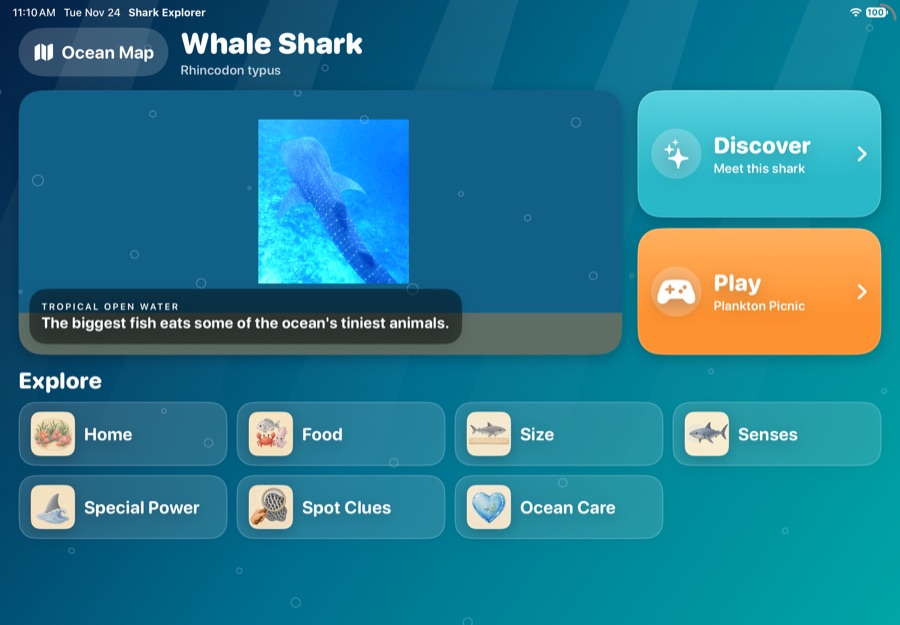 11:10 AM Tue Nov 24 Shark Explorer
100
Ocean Map
Whale Shark
Rhincodon typus
Discover
Meet this shark
Play
Plankton Picnic
TROPICAL OPEN WATER
The biggest fish eats some of the ocean's tiniest animals.
Explore
Home
Food
Size
Senses
Special Power
Spot Clues
Ocean Care